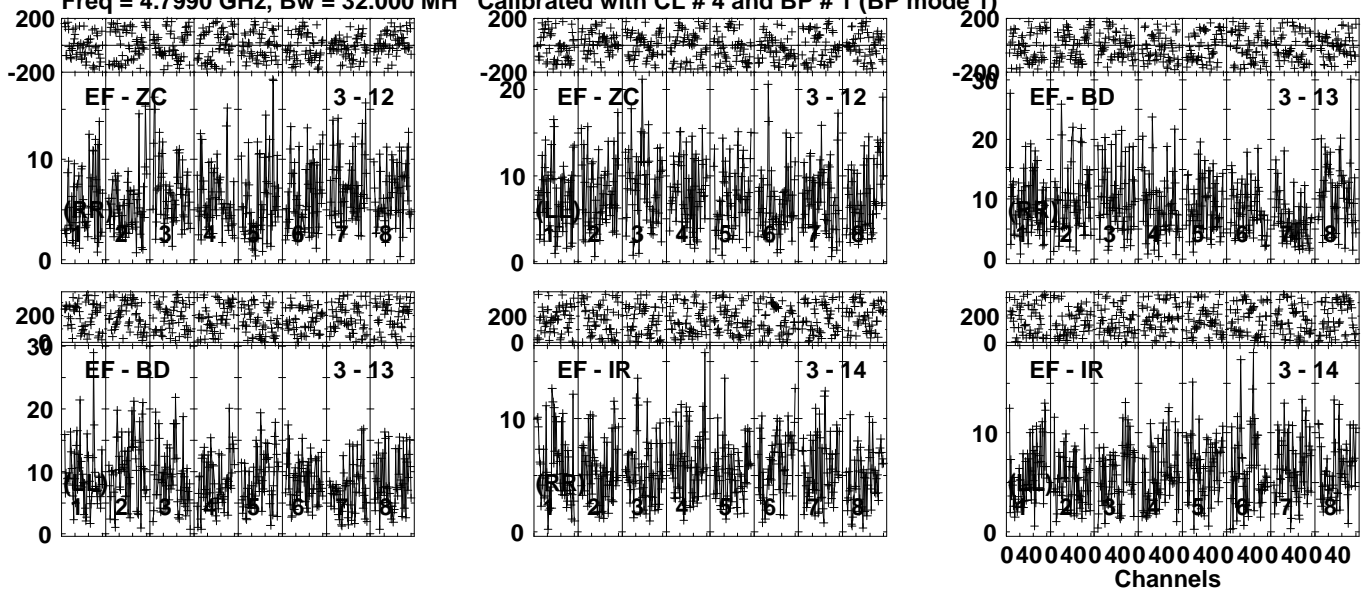 Freq = 4.7990 GHz, Bw = 32.000 MH Calibrated with CL # 4 and BP # 1 (BP mode 1)
200 200 200
-200 -200 -200
30
EF - ZC 3 - 12 EF - ZC 3 - 12 EF - BD 3 - 13
20 20
10 10 10
(RR) (LL) (RR)
1 2 3 4 5 6 7 8 1 2 3 4 5 6 7 8 1 2 3 4 5 6 7 8
0 0 0
200 200 200
0 0 0
30
EF - BD 3 - 13 EF - IR 3 - 14 EF - IR 3 - 14
20
10 10 10
(LL) (RR) (LL)
1 2 3 4 5 6 7 8 1 2 3 4 5 6 7 8 1 2 3 4 5 6 7 8
0 0 0
0 40 0 40 0 40 0 40 0 40 0 40 0 40 0 40
Channels